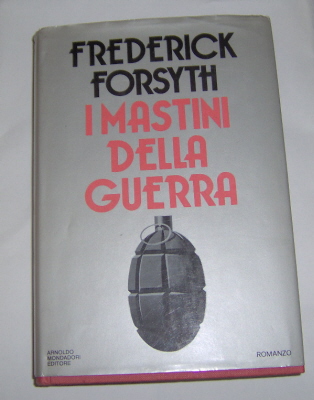 FREDERICK
FORSYTH
I MASTINI
DELLA
GUERRA
ARNOLDO
MONDADORI
EDITORE
ROMANZO